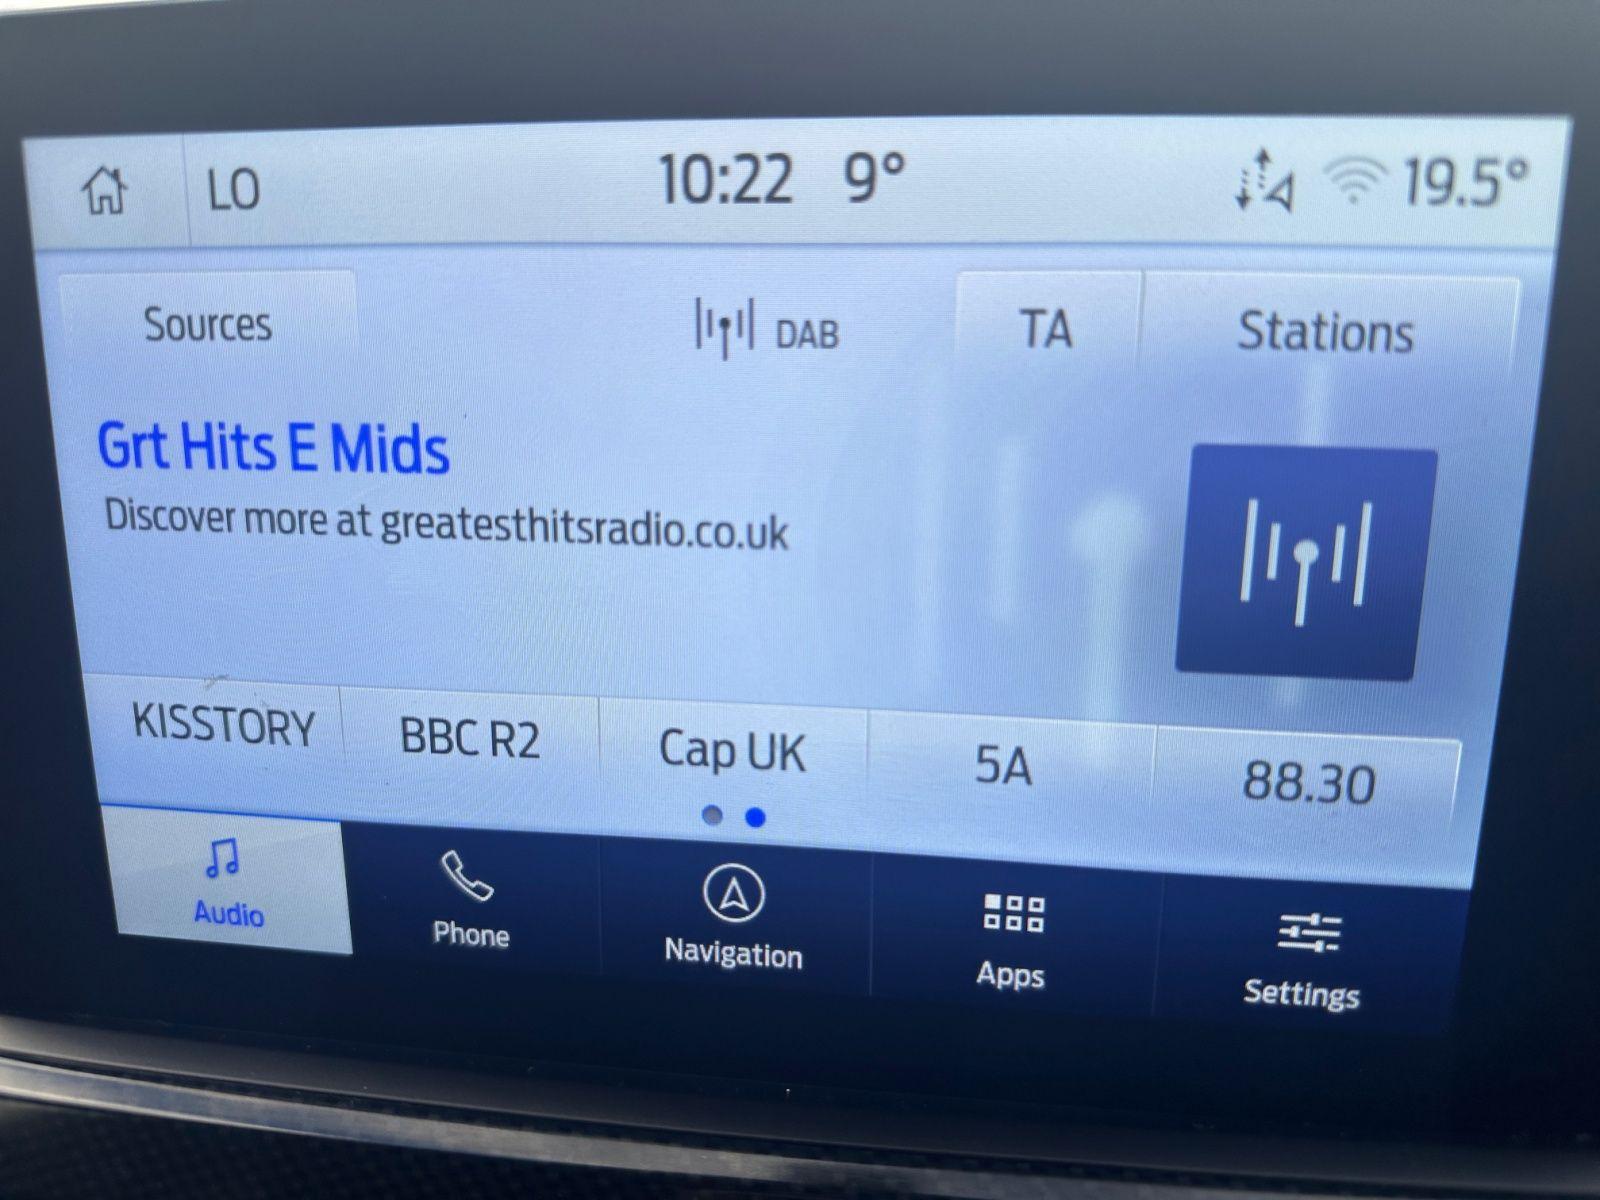 LO 10:22 9° 19.5°
Sources DAB TA Stations
Grt Hits E Mids
Discover more at greatesthitsradio.co.uk
KISSTORY BBC R2 Cap UK 5A 88.30
Audio Phone Navigation Apps Settings